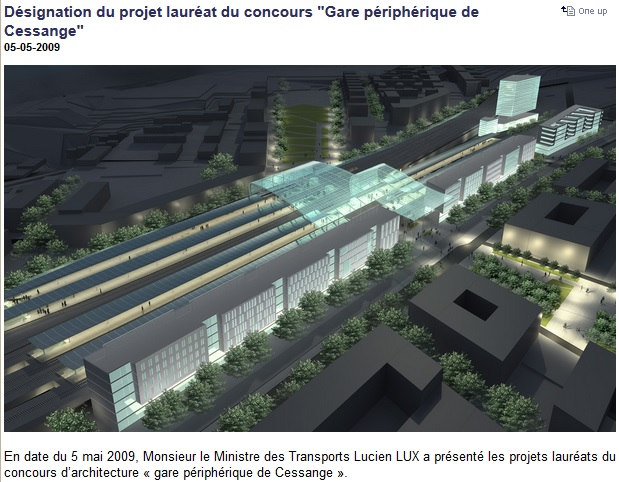 Désignation du projet lauréat du concours "Gare périphérique de
Cessange"
One up
05-05-2009
En date du 5 mai 2009, Monsieur le Ministre des Transports Lucien LUX a présenté les projets lauréats du
concours d'architecture « gare périphérique de Cessange ».